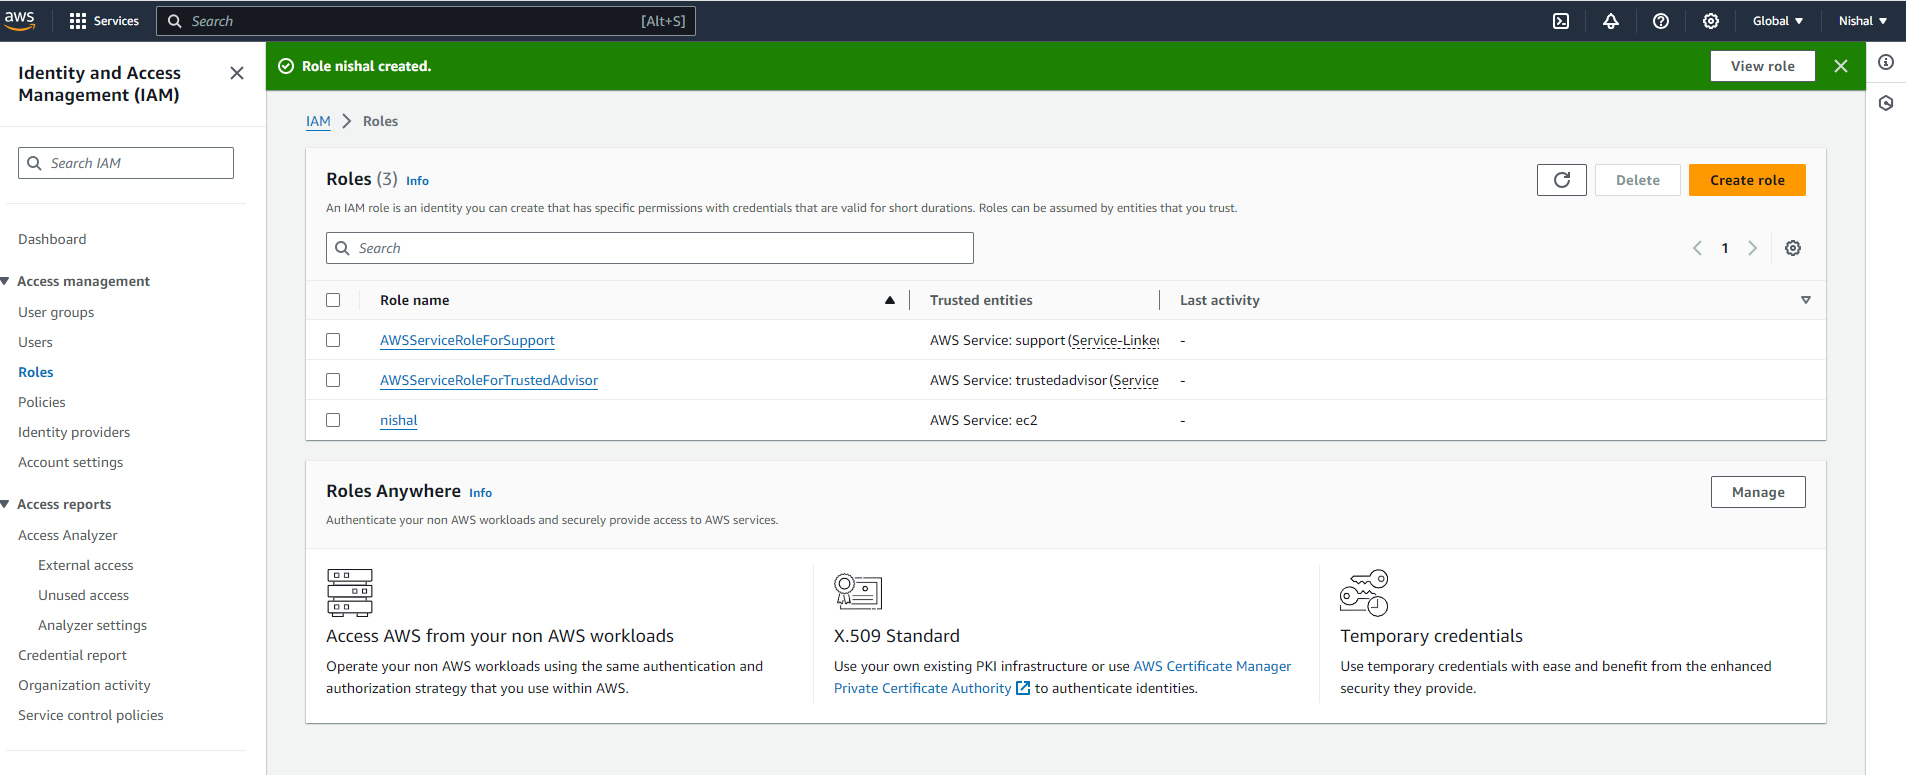 aws
Services
Search
[Alt+S]
Global
Nishal
Identity and Access
Management (IAM)
Search IAM
Dashboard
Access management
User groups
Users
Roles
Policies
Identity providers
Account settings
Access reports
Access Analyzer
External access
Unused access
Analyzer settings
Credential report
Organization activity
Service control policies
Role nishal created.
View role
IAM
Roles
Roles (3) Info
Delete
Create role
An IAM role is an identity you can create that has specific permissions with credentials that are valid for short durations. Roles can be assumed by entities that you trust.
Search
1
Role name Trusted entities Last activity
AWSServiceRoleForSupport AWS Service: support (Service-Linked -
AWSServiceRoleForTrustedAdvisor AWS Service: trustedadvisor (Service -
nishal AWS Service: ec2 -
Roles Anywhere Info
Manage
Authenticate your non AWS workloads and securely provide access to AWS services.
Access AWS from your non AWS workloads
Operate your non AWS workloads using the same authentication and
authorization strategy that you use within AWS.
X.509 Standard
Use your own existing PKI infrastructure or use AWS Certificate Manager
Private Certificate Authority to authenticate identities.
Temporary credentials
Use temporary credentials with ease and benefit from the enhanced
security they provide.